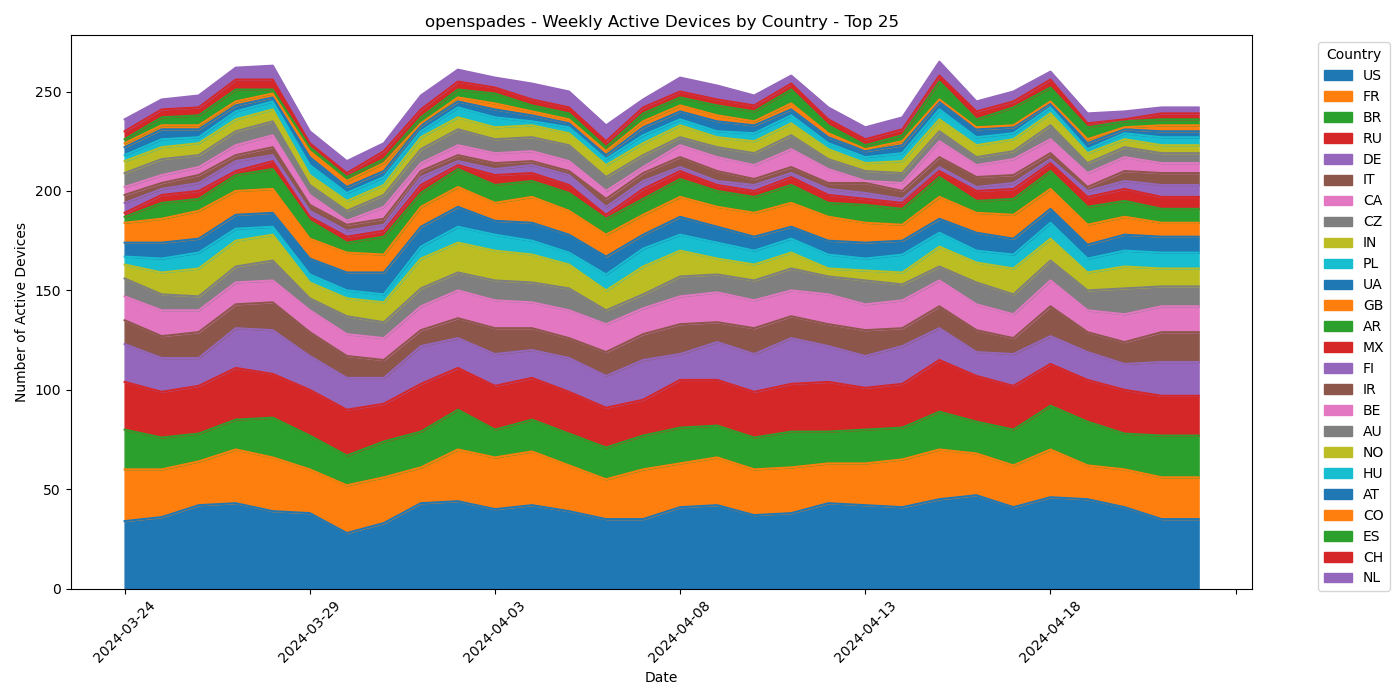 openspades - Weekly Active Devices by Country - Top 25
Number of Active Devices
250
200
150
100
50
0
2024-03-24
2024-03-29
2024-04-03
2024-04-08
2024-04-13
2024-04-18
Date
Country
US
FR
BR
RU
DE
IT
CA
CZ
IN
PL
UA
GB
AR
MX
FI
IR
BE
AU
NO
HU
AT
CO
ES
CH
NL